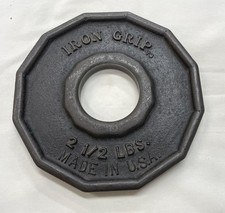 IRON GRIP
2 1/2 LBS.
MADE IN U.S.A.